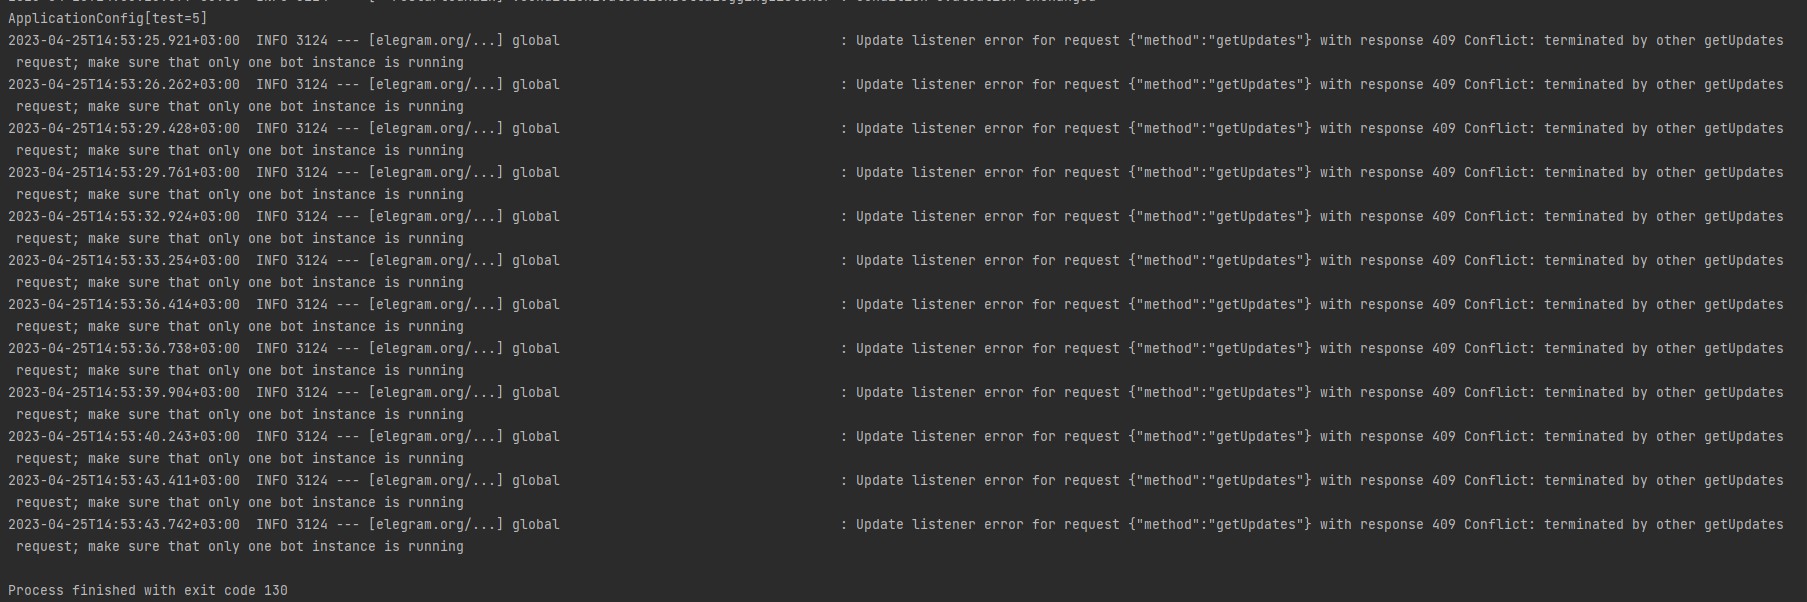 ApplicationConfig[test=5]
2023-04-25T14:53:25.921+03:00  INFO 3124 --- [elegram.org/...] global                                   : Update listener error for request {"method":"getUpdates"} with response 409 Conflict: terminated by other getUpdates
 request; make sure that only one bot instance is running
2023-04-25T14:53:26.262+03:00  INFO 3124 --- [elegram.org/...] global                                   : Update listener error for request {"method":"getUpdates"} with response 409 Conflict: terminated by other getUpdates
 request; make sure that only one bot instance is running
2023-04-25T14:53:29.428+03:00  INFO 3124 --- [elegram.org/...] global                                   : Update listener error for request {"method":"getUpdates"} with response 409 Conflict: terminated by other getUpdates
 request; make sure that only one bot instance is running
2023-04-25T14:53:29.761+03:00  INFO 3124 --- [elegram.org/...] global                                   : Update listener error for request {"method":"getUpdates"} with response 409 Conflict: terminated by other getUpdates
 request; make sure that only one bot instance is running
2023-04-25T14:53:32.924+03:00  INFO 3124 --- [elegram.org/...] global                                   : Update listener error for request {"method":"getUpdates"} with response 409 Conflict: terminated by other getUpdates
 request; make sure that only one bot instance is running
2023-04-25T14:53:33.254+03:00  INFO 3124 --- [elegram.org/...] global                                   : Update listener error for request {"method":"getUpdates"} with response 409 Conflict: terminated by other getUpdates
 request; make sure that only one bot instance is running
2023-04-25T14:53:36.414+03:00  INFO 3124 --- [elegram.org/...] global                                   : Update listener error for request {"method":"getUpdates"} with response 409 Conflict: terminated by other getUpdates
 request; make sure that only one bot instance is running
2023-04-25T14:53:36.738+03:00  INFO 3124 --- [elegram.org/...] global                                   : Update listener error for request {"method":"getUpdates"} with response 409 Conflict: terminated by other getUpdates
 request; make sure that only one bot instance is running
2023-04-25T14:53:39.904+03:00  INFO 3124 --- [elegram.org/...] global                                   : Update listener error for request {"method":"getUpdates"} with response 409 Conflict: terminated by other getUpdates
 request; make sure that only one bot instance is running
2023-04-25T14:53:40.243+03:00  INFO 3124 --- [elegram.org/...] global                                   : Update listener error for request {"method":"getUpdates"} with response 409 Conflict: terminated by other getUpdates
 request; make sure that only one bot instance is running
2023-04-25T14:53:43.411+03:00  INFO 3124 --- [elegram.org/...] global                                   : Update listener error for request {"method":"getUpdates"} with response 409 Conflict: terminated by other getUpdates
 request; make sure that only one bot instance is running
2023-04-25T14:53:43.742+03:00  INFO 3124 --- [elegram.org/...] global                                   : Update listener error for request {"method":"getUpdates"} with response 409 Conflict: terminated by other getUpdates
 request; make sure that only one bot instance is running
Process finished with exit code 130